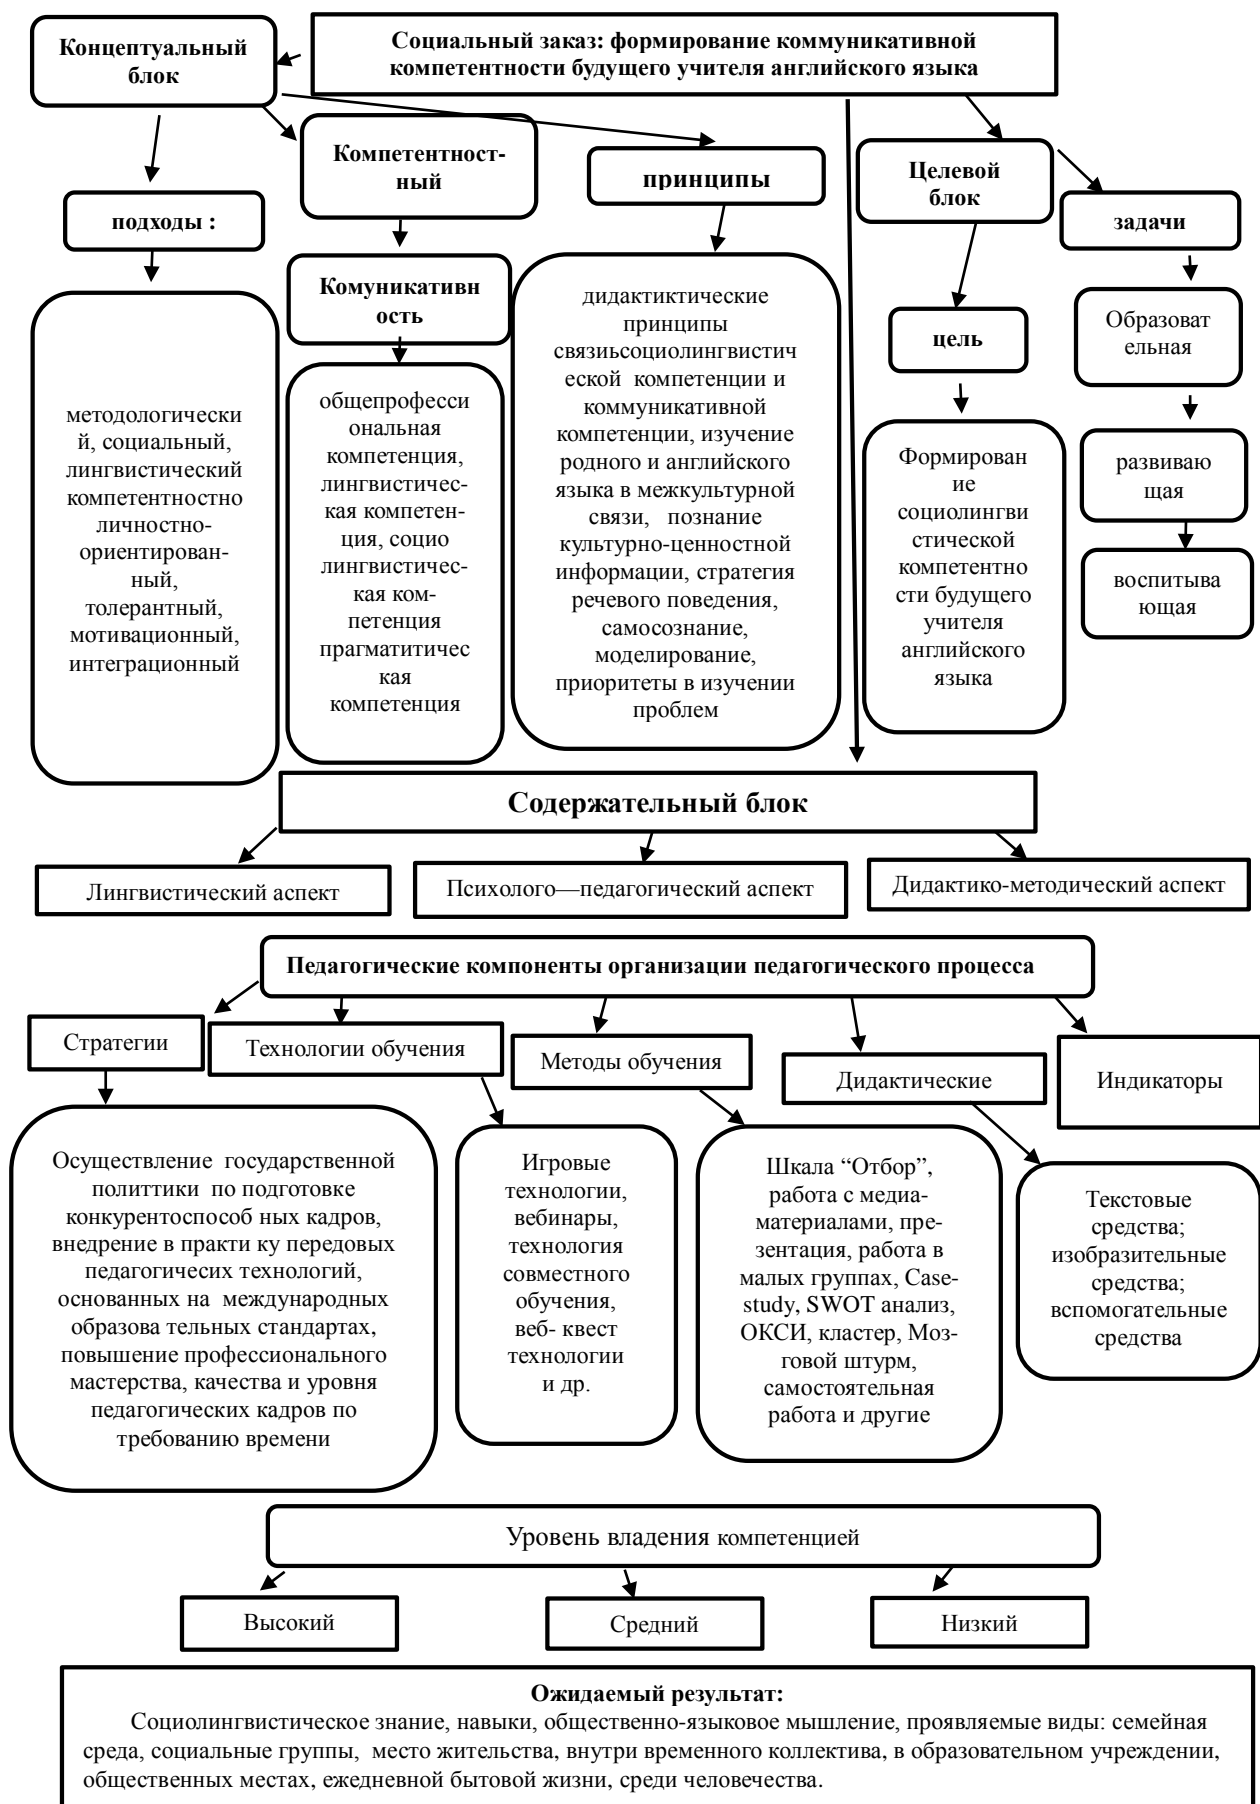 Концептуальный
блок
Социальный заказ: формирование коммуникативной
компетентности будущего учителя английского языка
Компетентност-
ный
принципы
Целевой
блок
подходы :
задачи
Комуникативн
ость
цель
Образоват
ельная
методологически
й, социальный,
лингвистический
компетентностно
личностно-
ориентирован-
ный,
толерантный,
мотивационный,
интеграционный
общепрофесси
ональная
компетенция,
лингвистичес-
кая компетен-
ция, социо
лингвистичес-
кая ком-
петенция
прагматитичес
кая
компетенция
дидактиктические
принципы
связиьсоциолингвистич
еской компетенции и
коммуникативной
компетенции, изучение
родного и английского
языка в межкультурной
связи, познание
культурно-ценностной
информации, стратегия
речевого поведения,
самосознание,
моделирование,
приоритеты в изучении
проблем
Формирован
ие
социолингви
стической
компетентно
сти будущего
учителя
английского
языка
развиваю
щая
воспитыва
ющая
Содержательный блок
Лингвистический аспект
Психолого—педагогический аспект
Дидактико-методический аспект
Педагогические компоненты организации педагогического процесса
Стратегии
Технологии обучения
Методы обучения
Дидактические
Индикаторы
Осуществление государственной
политтики по подготовке
конкурентоспособ ных кадров,
внедрение в практи ку передовых
педагогичесих технологий,
основанных на международных
образова тельных стандартах,
повышение профессионального
мастерства, качества и уровня
педагогических кадров по
требованию времени
Игровые
технологии,
вебинары,
технология
совместного
обучения,
веб- квест
технологии
и др.
Шкала “Отбор”,
работа с медиа-
материалами, пре-
зентация, работа в
малых группах, Case-
study, SWOT анализ,
ОКСИ, кластер, Моз-
говой штурм,
самостоятельная
работа и другие
Текстовые
средства;
изобразительные
средства;
вспомогательные
средства
Уровень владения компетенцией
Высокий
Средний
Низкий
Ожидаемый результат:
Социолингвистическое знание, навыки, общественно-языковое мышление, проявляемые виды: семейная
среда, социальные группы, место жительства, внутри временного коллектива, в образовательном учреждении,
общественных местах, ежедневной бытовой жизни, среди человечества.